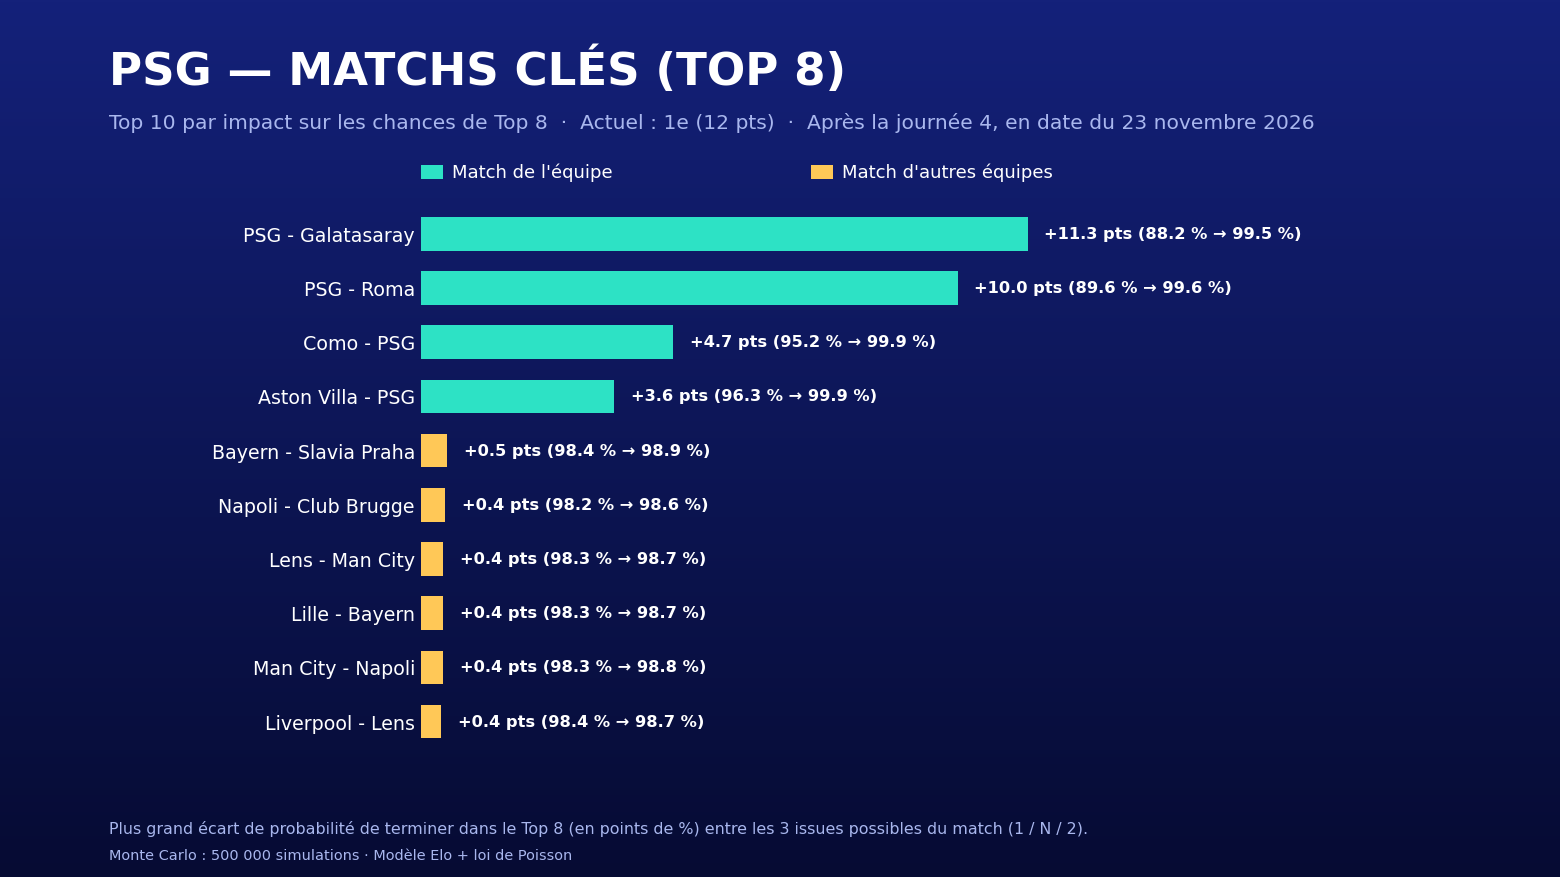 PSG — MATCHS CLÉS (TOP 8)
Top 10 par impact sur les chances de Top 8 · Actuel : 1e (12 pts) · Après la journée 4, en date du 23 novembre 2026
Match de l'équipe
Match d'autres équipes
PSG - Galatasaray +11.3 pts (88.2 % → 99.5 %)
PSG - Roma +10.0 pts (89.6 % → 99.6 %)
Como - PSG +4.7 pts (95.2 % → 99.9 %)
Aston Villa - PSG +3.6 pts (96.3 % → 99.9 %)
Bayern - Slavia Praha +0.5 pts (98.4 % → 98.9 %)
Napoli - Club Brugge +0.4 pts (98.2 % → 98.6 %)
Lens - Man City +0.4 pts (98.3 % → 98.7 %)
Lille - Bayern +0.4 pts (98.3 % → 98.7 %)
Man City - Napoli +0.4 pts (98.3 % → 98.8 %)
Liverpool - Lens +0.4 pts (98.4 % → 98.7 %)
Plus grand écart de probabilité de terminer dans le Top 8 (en points de %) entre les 3 issues possibles du match (1 / N / 2).
Monte Carlo : 500 000 simulations · Modèle Elo + loi de Poisson